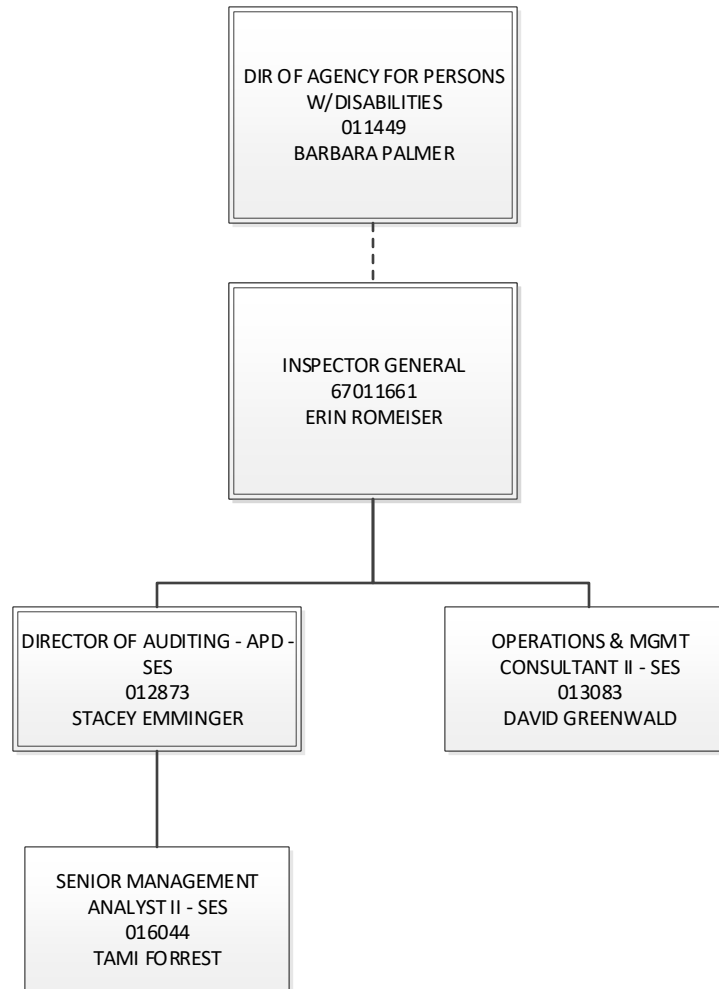 DIR OF AGENCY FOR PERSONS
W/DISABILITIES
011449
BARBARA PALMER
INSPECTOR GENERAL
67011661
ERIN ROMEISER
DIRECTOR OF AUDITING - APD -
SES
012873
STACEY EMMINGER
OPERATIONS & MGMT
CONSULTANT II - SES
013083
DAVID GREENWALD
SENIOR MANAGEMENT
ANALYST II - SES
016044
TAMI FORREST